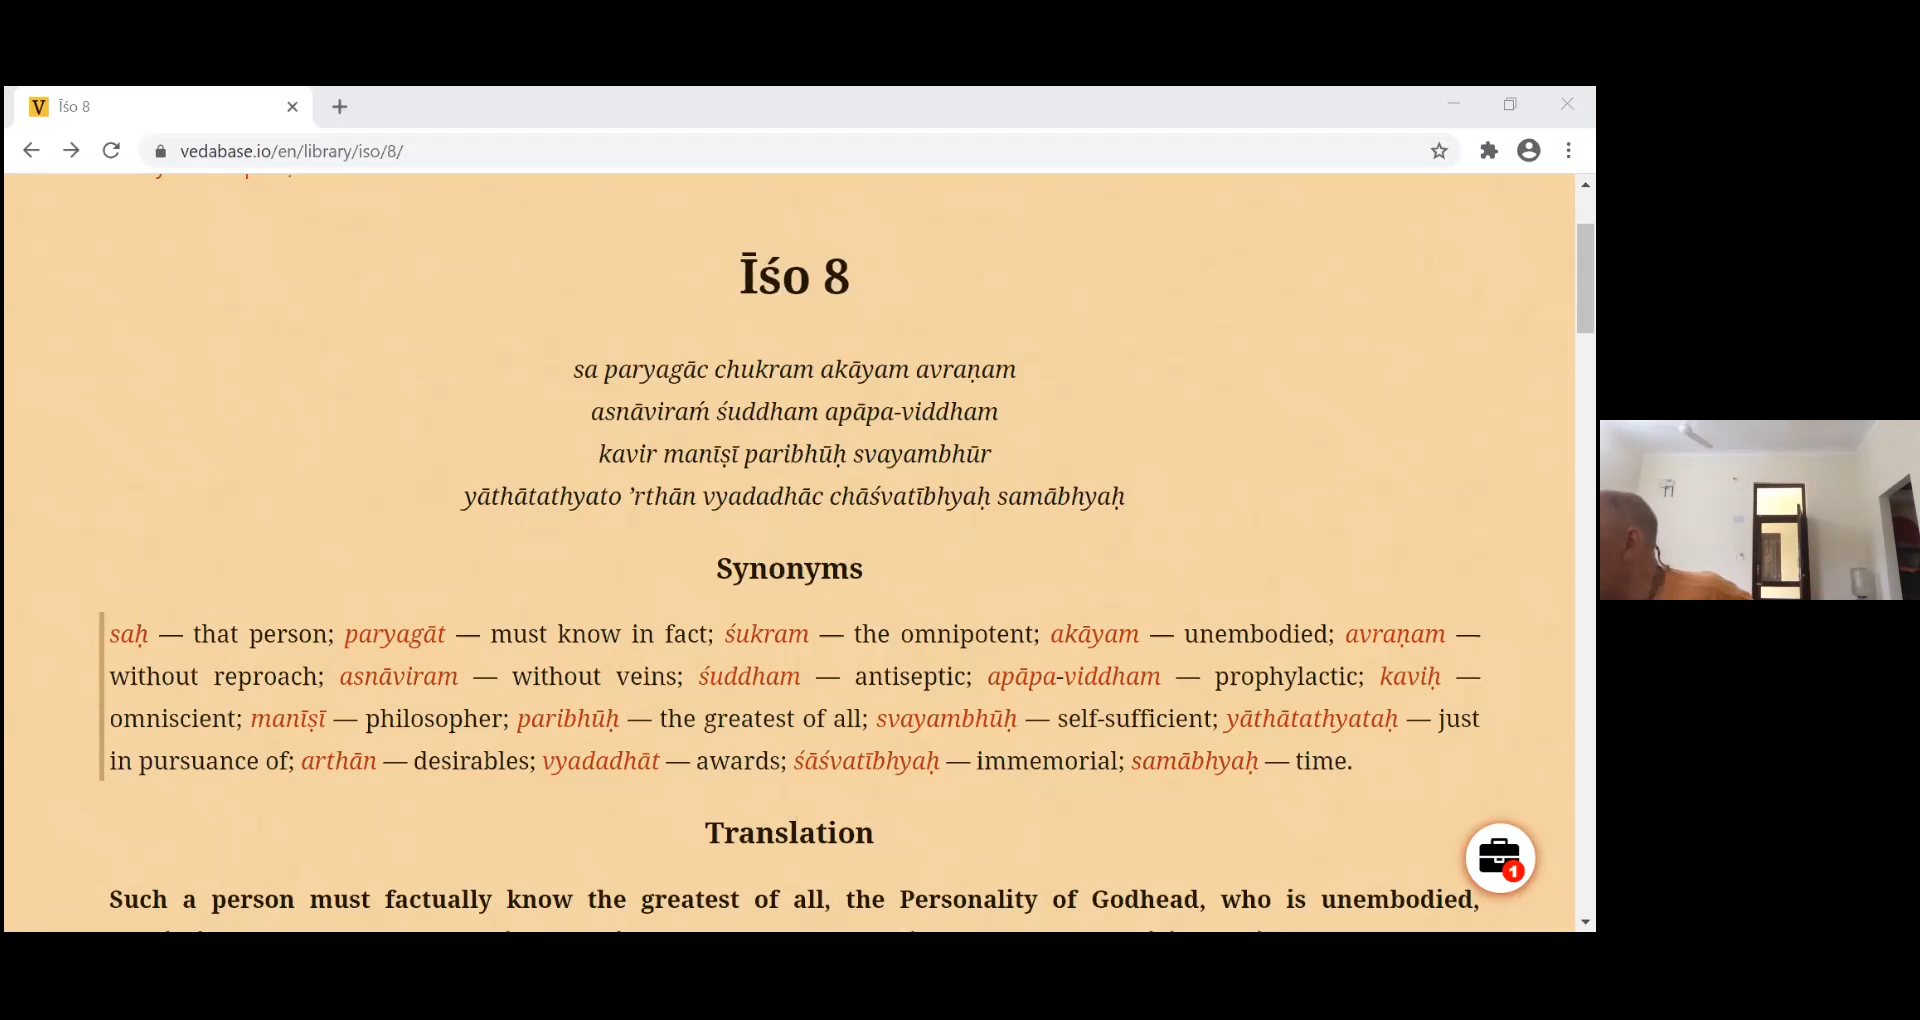 V Īśo 8
vedabase.io/en/library/iso/8/
Īśo 8
sa paryagāc chukram akāyam avraṇam
asnāviraḿ śuddham apāpa-viddham
kavir manīṣī paribhūḥ svayambhūr
yāthātathyato ’rthān vyadadhāc chāśvatībhyaḥ samābhyaḥ
Synonyms
saḥ — that person; paryagāt — must know in fact; śukram — the omnipotent; akāyam — unembodied; avraṇam —
without reproach; asnāviram — without veins; śuddham — antiseptic; apāpa-viddham — prophylactic; kaviḥ —
omniscient; manīṣī — philosopher; paribhūḥ — the greatest of all; svayambhūḥ — self-sufficient; yāthātathyataḥ — just
in pursuance of; arthān — desirables; vyadadhāt — awards; śāśvatībhyaḥ — immemorial; samābhyaḥ — time.
Translation
1
Such a person must factually know the greatest of all, the Personality of Godhead, who is unembodied,